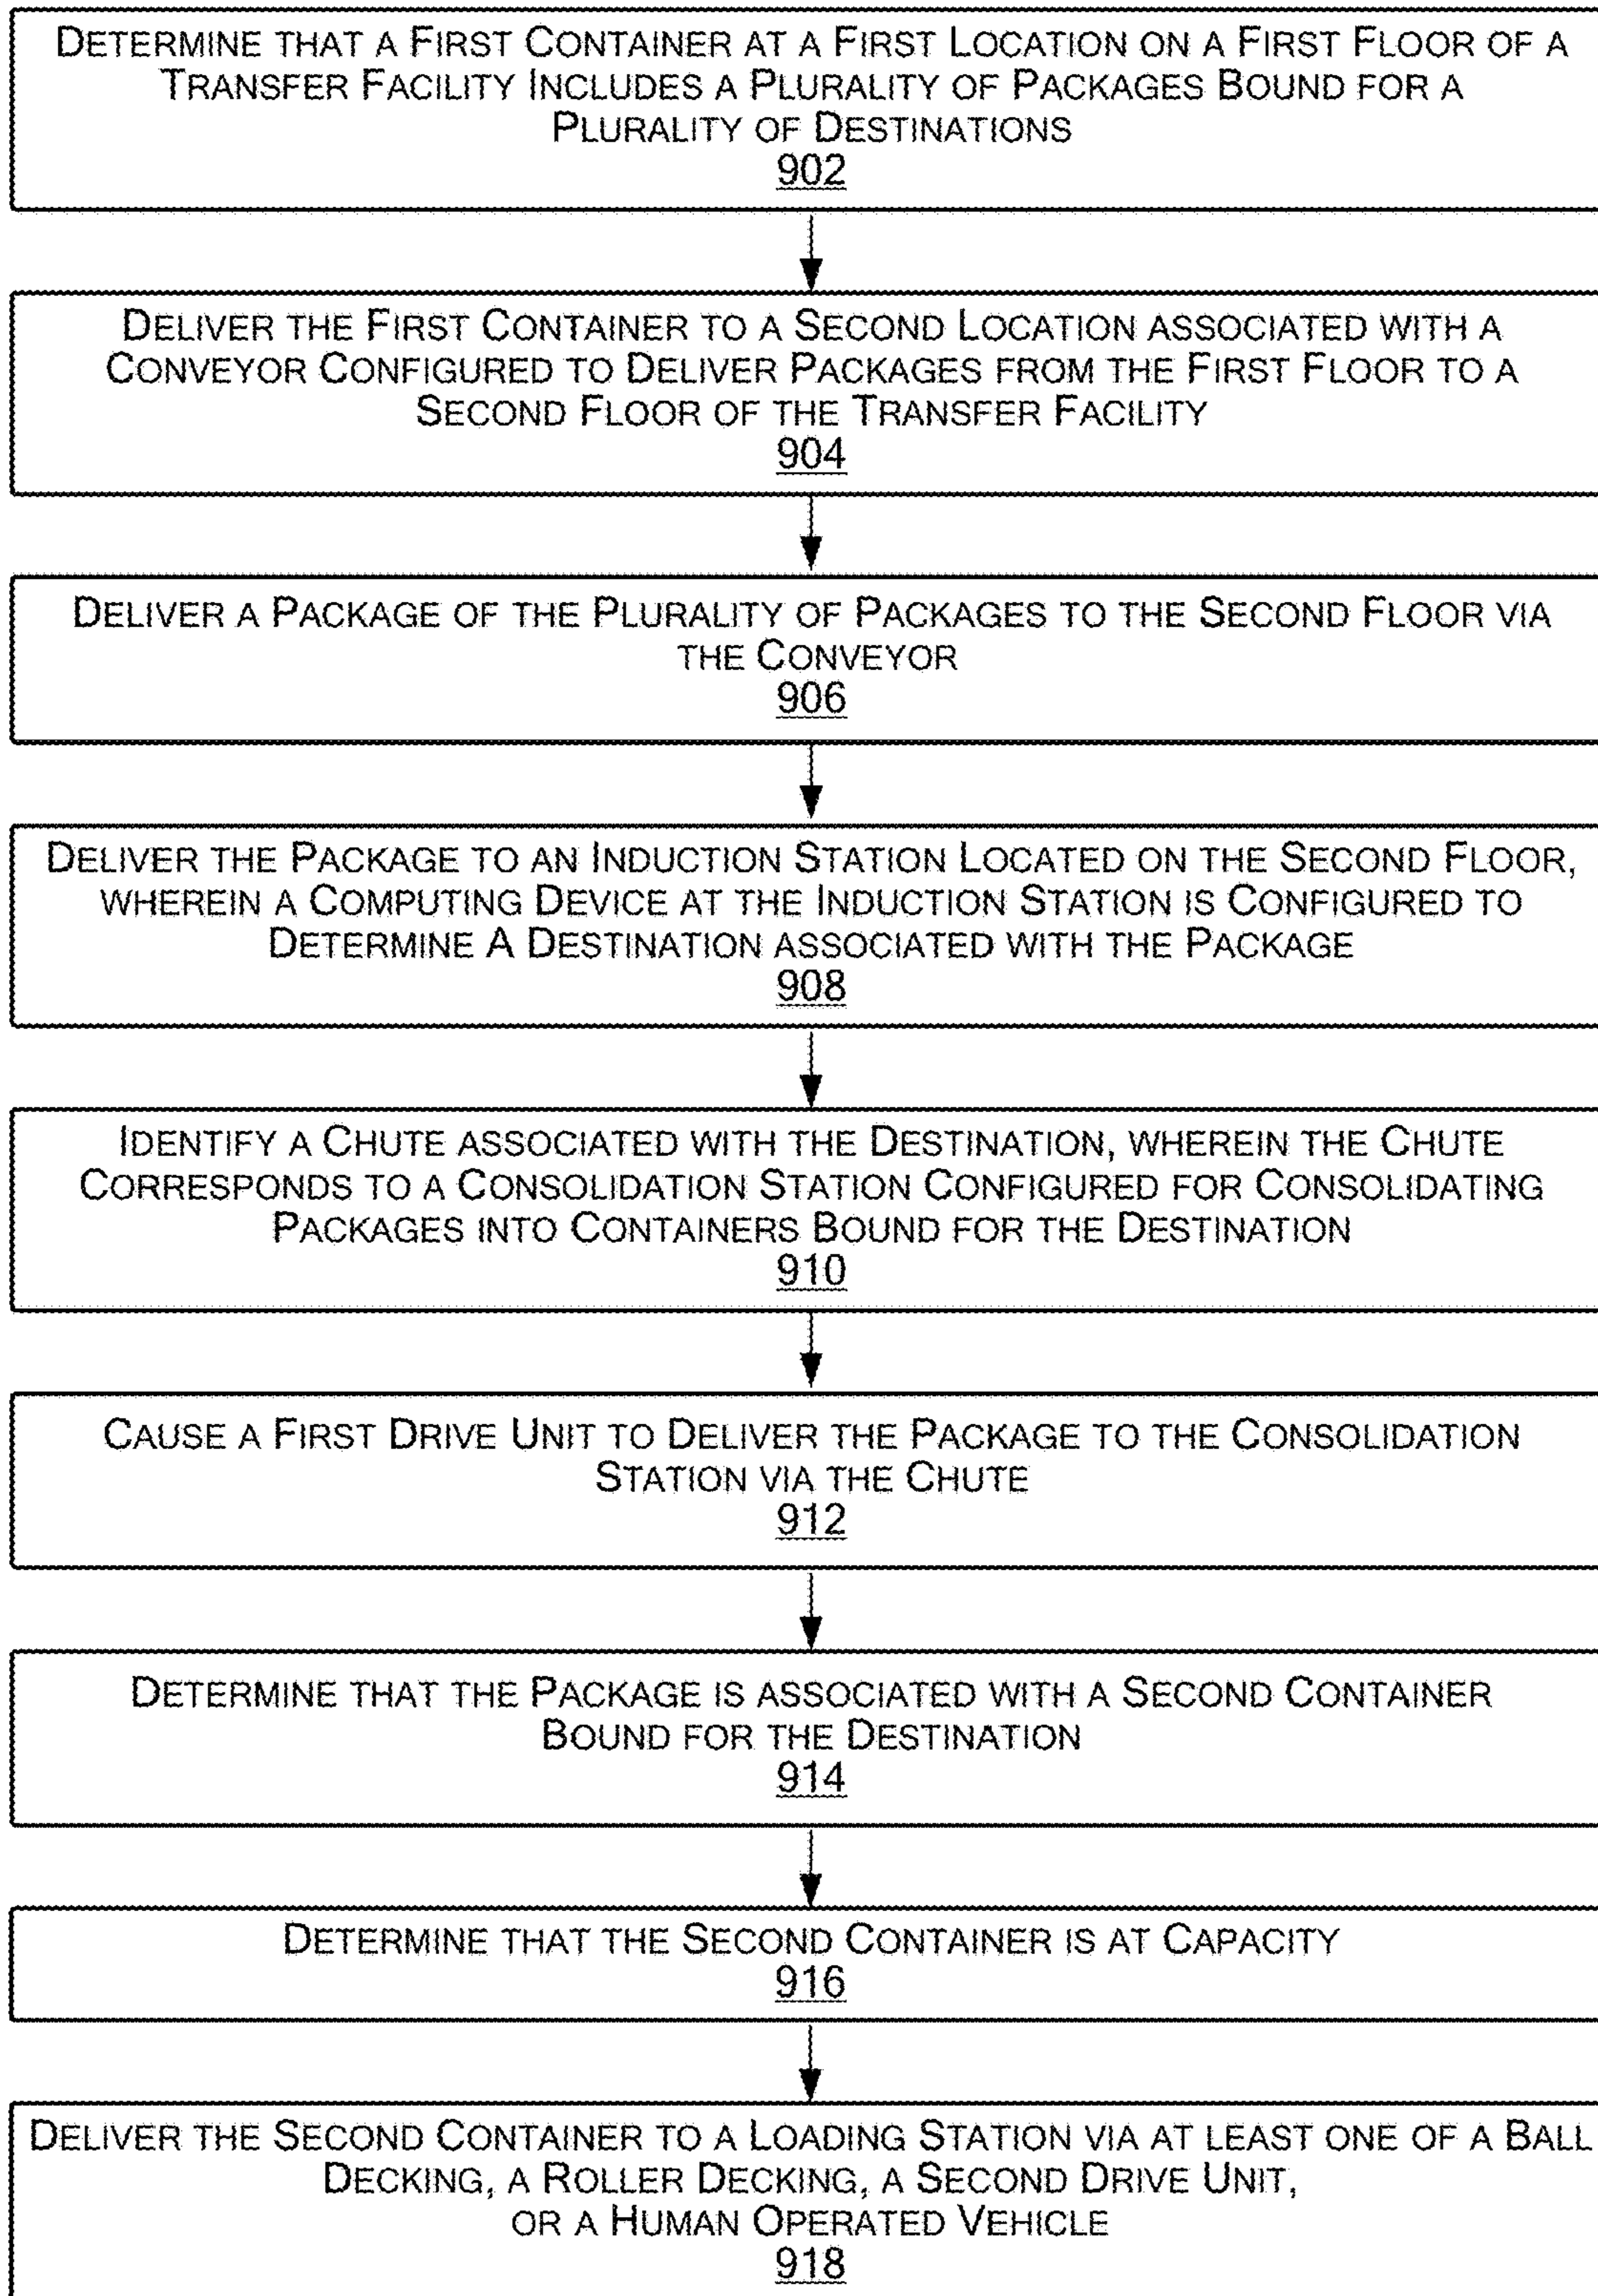 DETERMINE THAT A FIRST CONTAINER AT A FIRST LOCATION ON A FIRST FLOOR OF A
TRANSFER FACILITY INCLUDES A PLURALITY OF PACKAGES BOUND FOR A
PLURALITY OF DESTINATIONS
902
DELIVER THE FIRST CONTAINER TO A SECOND LOCATION ASSOCIATED WITH A
CONVEYOR CONFIGURED TO DELIVER PACKAGES FROM THE FIRST FLOOR TO A
SECOND FLOOR OF THE TRANSFER FACILITY
904
DELIVER A PACKAGE OF THE PLURALITY OF PACKAGES TO THE SECOND FLOOR VIA
THE CONVEYOR
906
DELIVER THE PACKAGE TO AN INDUCTION STATION LOCATED ON THE SECOND FLOOR,
WHEREIN A COMPUTING DEVICE AT THE INDUCTION STATION IS CONFIGURED TO
DETERMINE A DESTINATION ASSOCIATED WITH THE PACKAGE
908
IDENTIFY A CHUTE ASSOCIATED WITH THE DESTINATION, WHEREIN THE CHUTE
CORRESPONDS TO A CONSOLIDATION STATION CONFIGURED FOR CONSOLIDATING
PACKAGES INTO CONTAINERS BOUND FOR THE DESTINATION
910
CAUSE A FIRST DRIVE UNIT TO DELIVER THE PACKAGE TO THE CONSOLIDATION
STATION VIA THE CHUTE
912
DETERMINE THAT THE PACKAGE IS ASSOCIATED WITH A SECOND CONTAINER
BOUND FOR THE DESTINATION
914
DETERMINE THAT THE SECOND CONTAINER IS AT CAPACITY
916
DELIVER THE SECOND CONTAINER TO A LOADING STATION VIA AT LEAST ONE OF A BALL
DECKING, A ROLLER DECKING, A SECOND DRIVE UNIT,
OR A HUMAN OPERATED VEHICLE
918